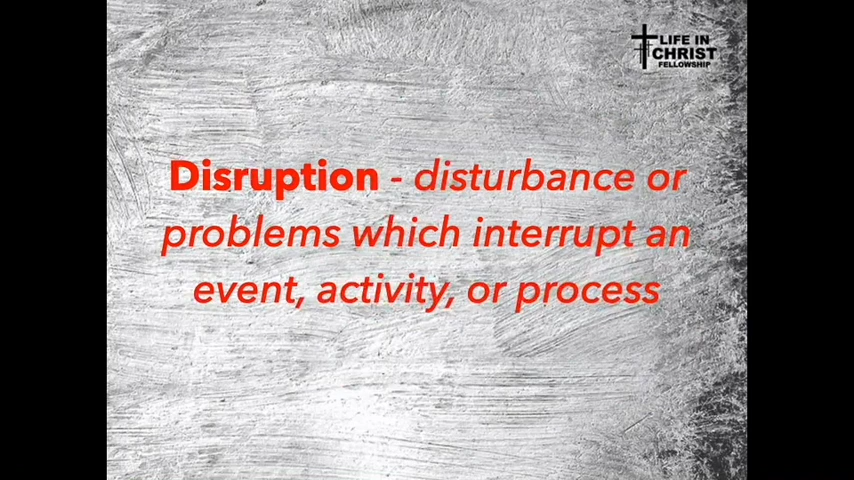 LIFE IN
CHRIST
FELLOWSHIP
Disruption - disturbance or
problems which interrupt an
event, activity, or process